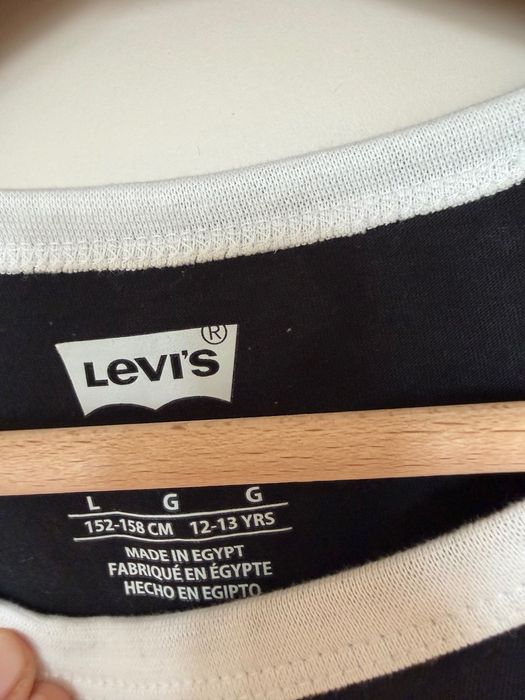 LEVI'S ®
L G G
152-158 CM 12-13 YRS
MADE IN EGYPT
FABRIQUÉ EN ÉGYPTE
HECHO EN EGIPTO